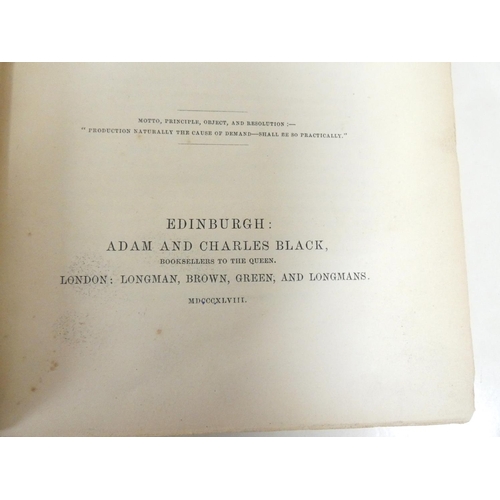 MOTTO, PRINCIPLE, OBJECT, AND RESOLUTION :—
"PRODUCTION NATURALLY THE CAUSE OF DEMAND—SHALL BE SO PRACTICALLY."
EDINBURGH:
ADAM AND CHARLES BLACK,
BOOKSELLERS TO THE QUEEN.
LONDON: LONGMAN, BROWN, GREEN, AND LONGMANS.
MDCCCXLVIII.